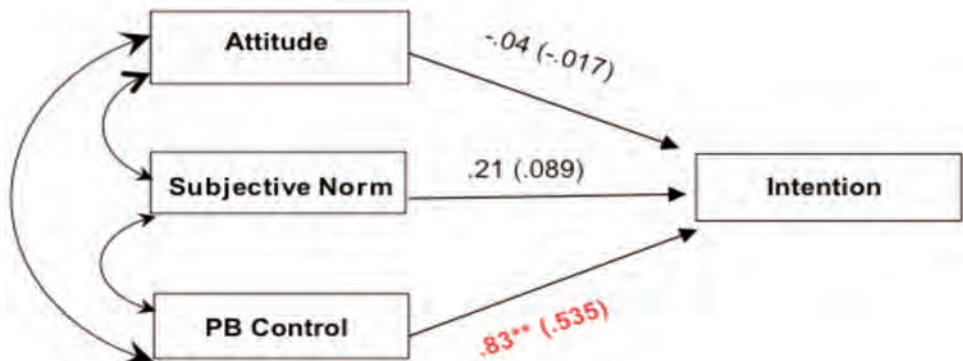 Attitude
-.04 (-.017)
Subjective Norm
.21 (.089)
Intention
PB Control
.83** (.535)